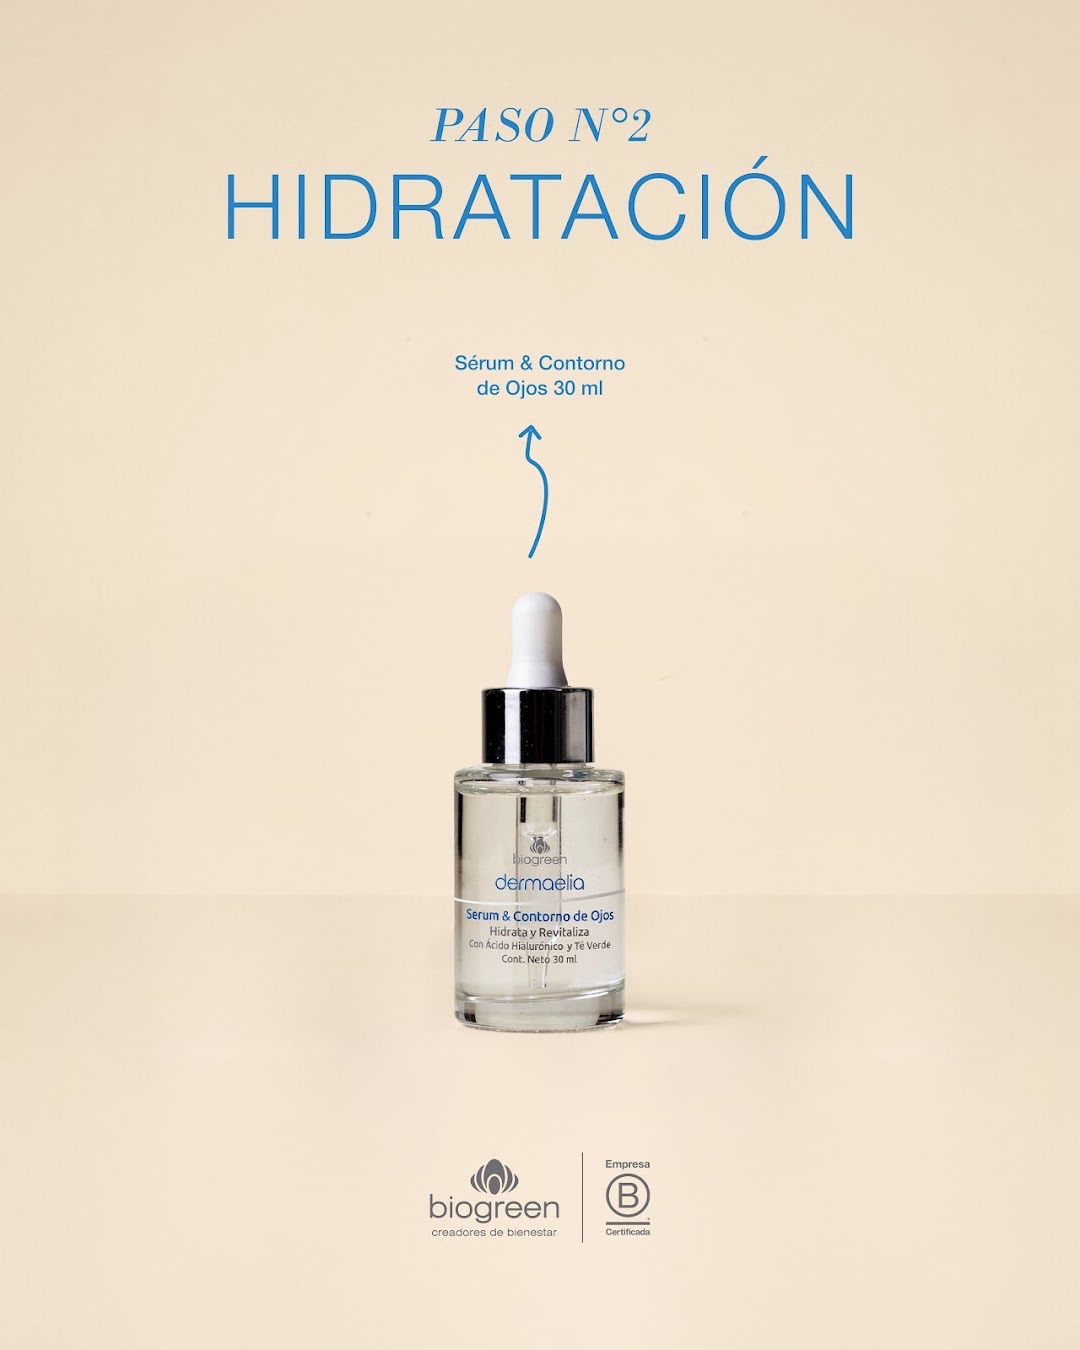 PASO N°2
HIDRATACIÓN
Sérum & Contorno
de Ojos 30 ml
biogreen
dermaelia
Serum & Contorno de Ojos
Hidrata y Revitaliza
Con Ácido Hialurónico y Té Verde
Cont. Neto 30 ml
biogreen
creadores de bienestar
Empresa
B
Certificada